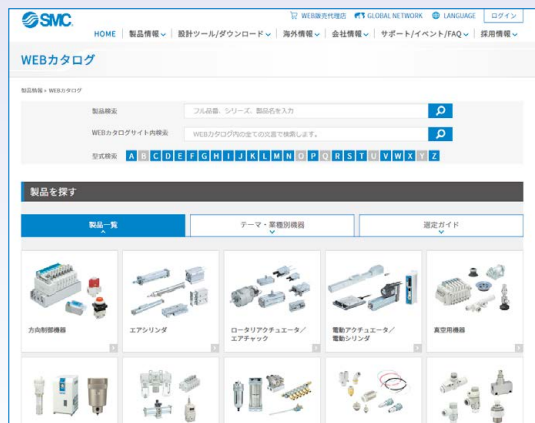 SMC
WEB販売代理店 GLOBAL NETWORK LANGUAGE ログイン
HOME 製品情報 設計ツール/ダウンロード 海外情報 会社情報 サポート/イベント/FAQ 採用情報
WEBカタログ
製品情報 > WEBカタログ
製品検索 フル品番、シリーズ、製品名を入力
WEBカタログサイト内検索 WEBカタログ内の全ての文言で検索します。
型式検索 A B C D E F G H I J K L M N O P Q R S T U V W X Y Z
製品を探す
製品一覧 テーマ・業種別機器 選定ガイド
方向制御機器 エアシリンダ ロータリアクチュエータ/ 電動アクチュエータ/ 真空用機器
エアチャック 電動シリンダ